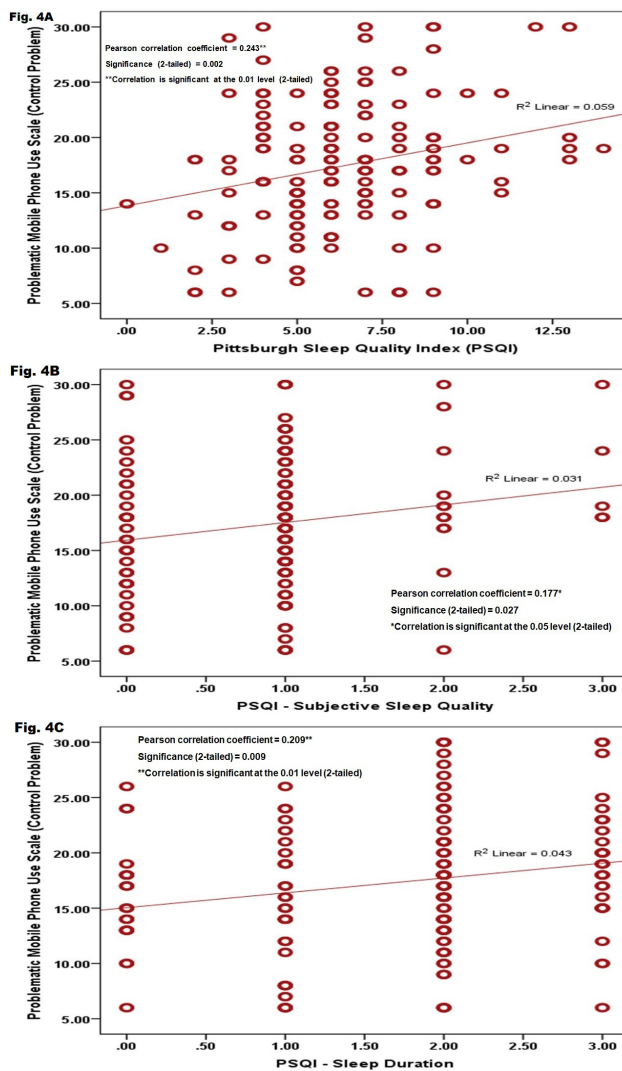 Fig. 4A
Problematic Mobile Phone Use Scale (Control Problem)
30.00
25.00
20.00
15.00
10.00
5.00
Pearson correlation coefficient = 0.243**
Significance (2-tailed) = 0.002
**Correlation is significant at the 0.01 level (2-tailed)
R² Linear = 0.059
.00 2.50 5.00 7.50 10.00 12.50
Pittsburgh Sleep Quality Index (PSQI)
Fig. 4B
Problematic Mobile Phone Use Scale (Control Problem)
30.00
25.00
20.00
15.00
10.00
5.00
R² Linear = 0.031
Pearson correlation coefficient = 0.177*
Significance (2-tailed) = 0.027
*Correlation is significant at the 0.05 level (2-tailed)
.00 .50 1.00 1.50 2.00 2.50 3.00
PSQI - Subjective Sleep Quality
Fig. 4C
Problematic Mobile Phone Use Scale (Control Problem)
30.00
25.00
20.00
15.00
10.00
5.00
Pearson correlation coefficient = 0.209**
Significance (2-tailed) = 0.009
**Correlation is significant at the 0.01 level (2-tailed)
R² Linear = 0.043
.00 .50 1.00 1.50 2.00 2.50 3.00
PSQI - Sleep Duration